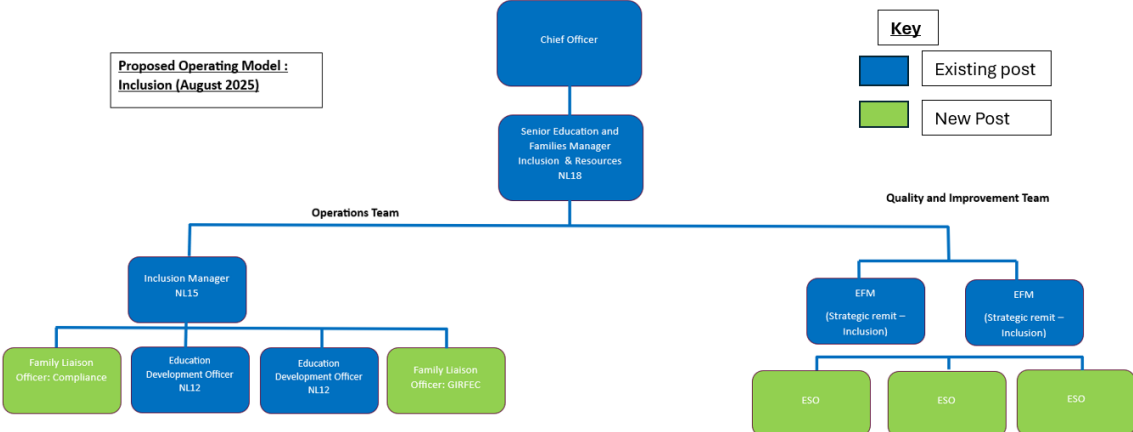 Chief Officer
Key
Proposed Operating Model :
Inclusion (August 2025)
Existing post
New Post
Senior Education and
Families Manager
Inclusion & Resources
NL18
Operations Team
Quality and Improvement Team
Inclusion Manager
NL15
EFM
(Strategic remit –
Inclusion)
EFM
(Strategic remit –
Inclusion)
Family Liaison
Officer: Compliance
Education
Development Officer
NL12
Education
Development Officer
NL12
Family Liaison
Officer: GIRFEC
ESO
ESO
ESO